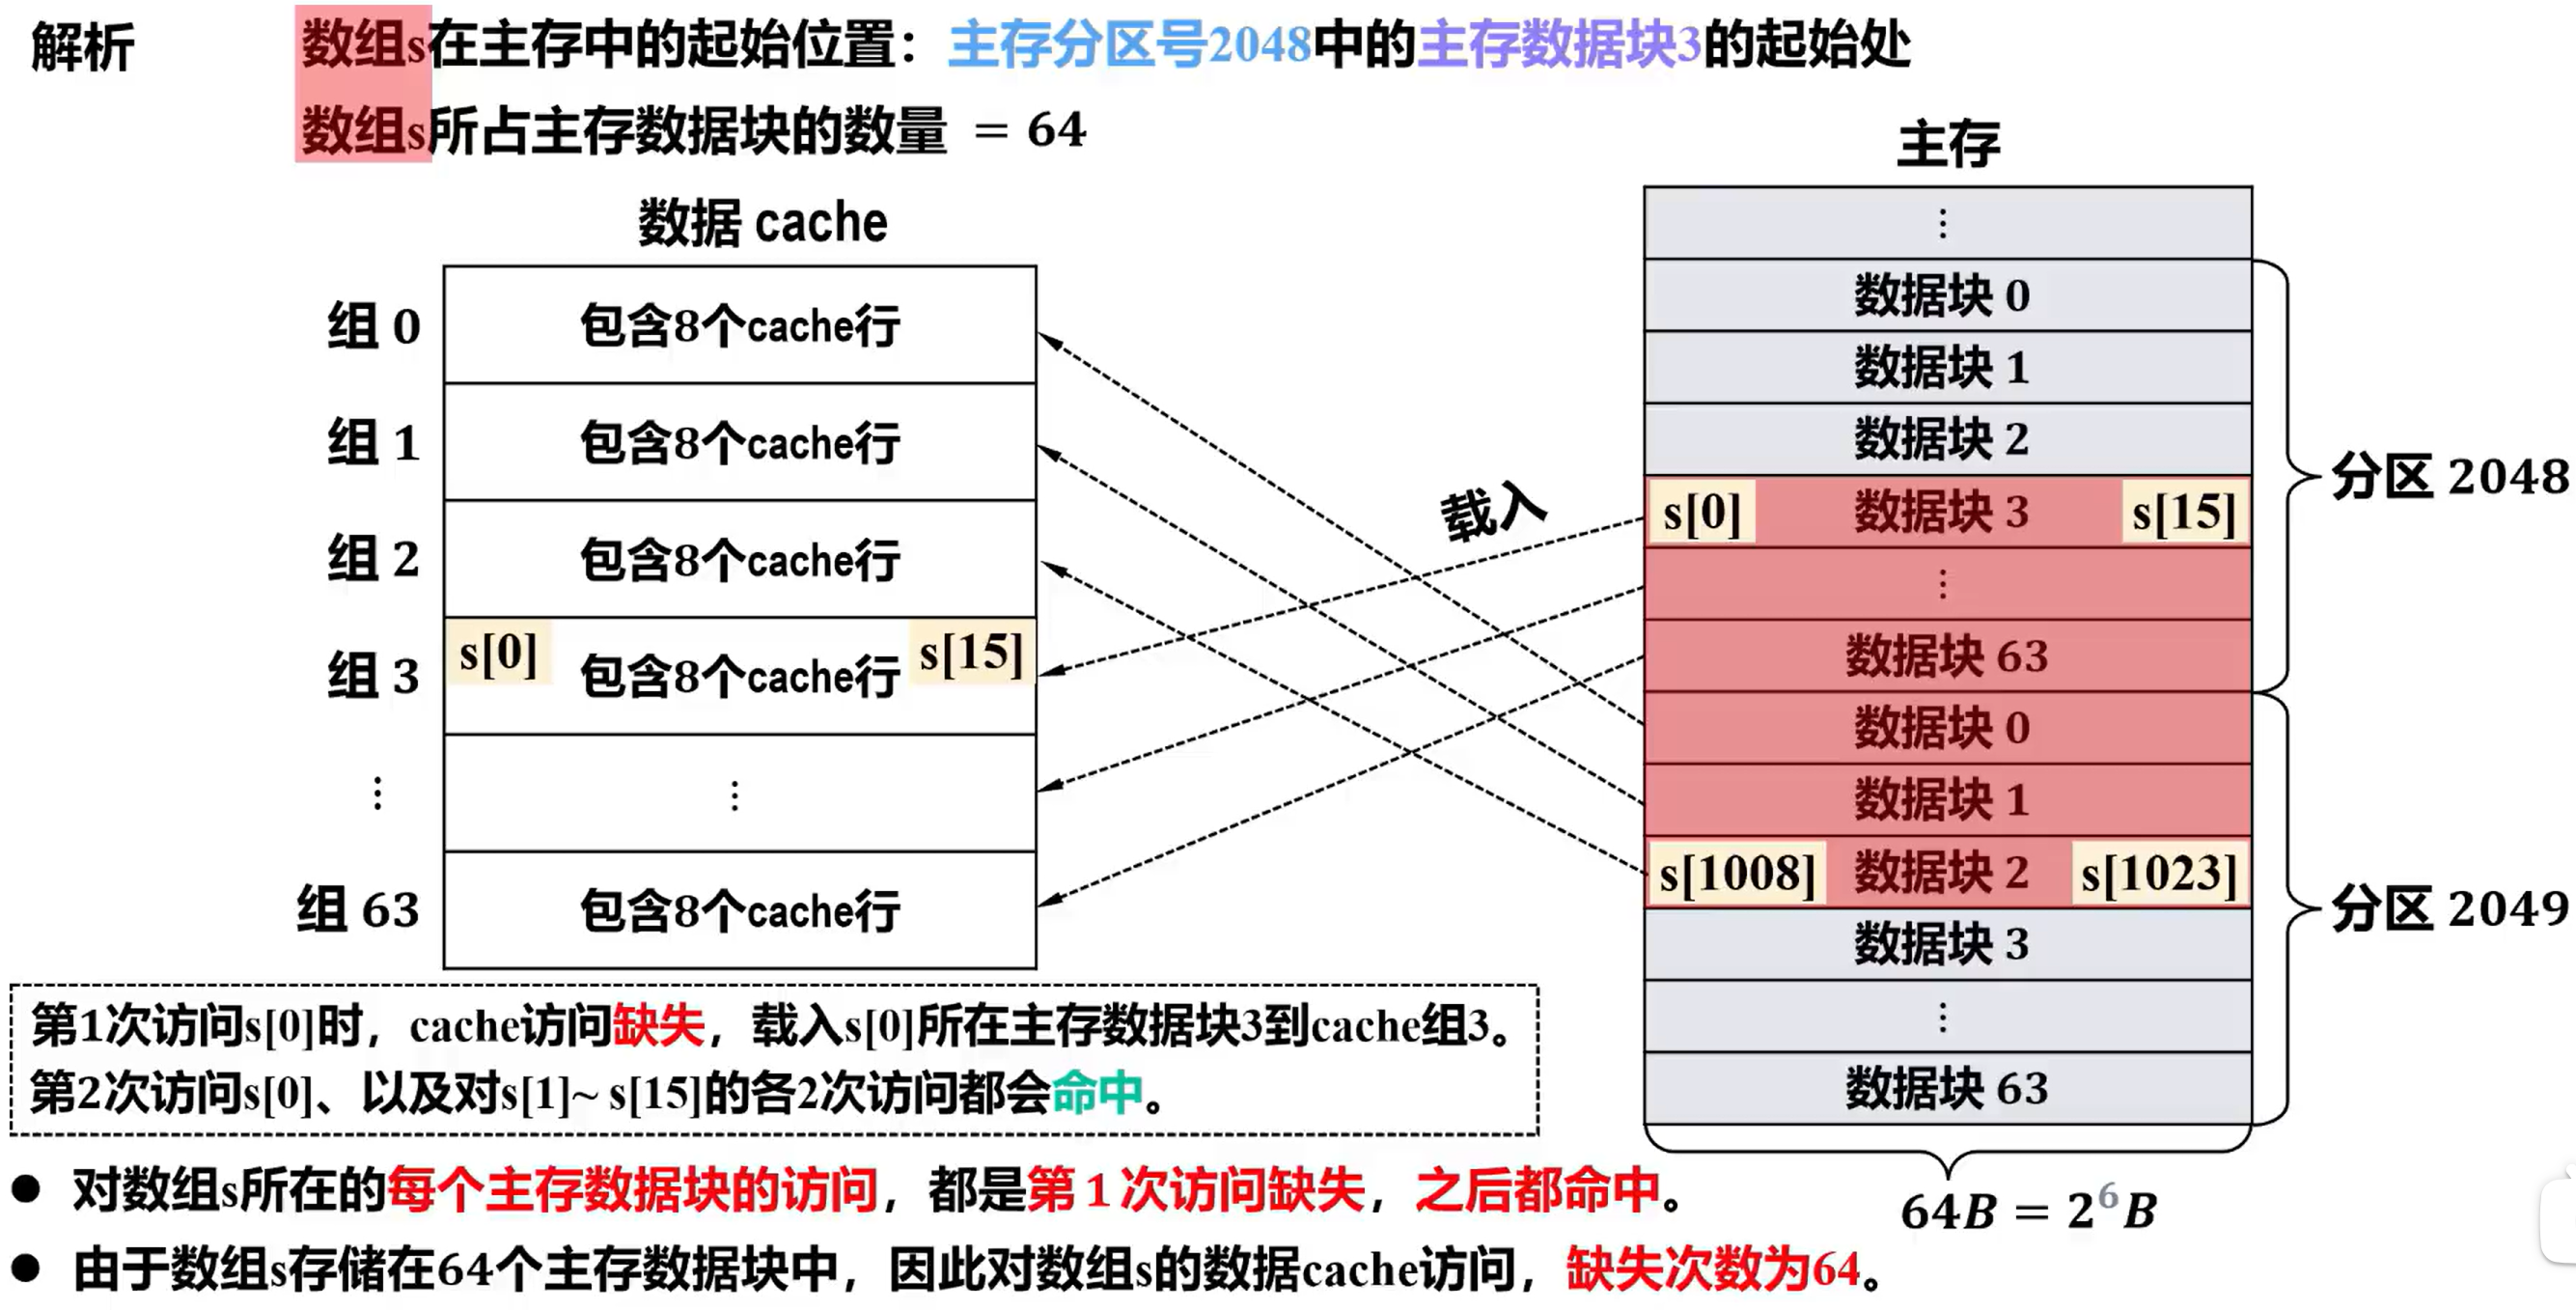 解析
数组s在主存中的起始位置：主存分区号2048中的主存数据块3的起始处
数组s所占主存数据块的数量 = 64
数据 cache
组 0 包含8个cache行
组 1 包含8个cache行
组 2 包含8个cache行
组 3 s[0] 包含8个cache行 s[15]
⋮ ⋮
组 63 包含8个cache行
载入
主存
⋮
数据块 0
数据块 1
数据块 2
s[0] 数据块 3 s[15]
⋮
数据块 63
数据块 0
数据块 1
s[1008] 数据块 2 s[1023]
数据块 3
⋮
数据块 63
分区 2048
分区 2049
64B = 2⁶B
第1次访问s[0]时，cache访问缺失，载入s[0]所在主存数据块3到cache组3。
第2次访问s[0]、以及对s[1]~ s[15]的各2次访问都会命中。
● 对数组s所在的每个主存数据块的访问，都是第 1 次访问缺失，之后都命中。
● 由于数组s存储在64个主存数据块中，因此对数组s的数据cache访问，缺失次数为64。